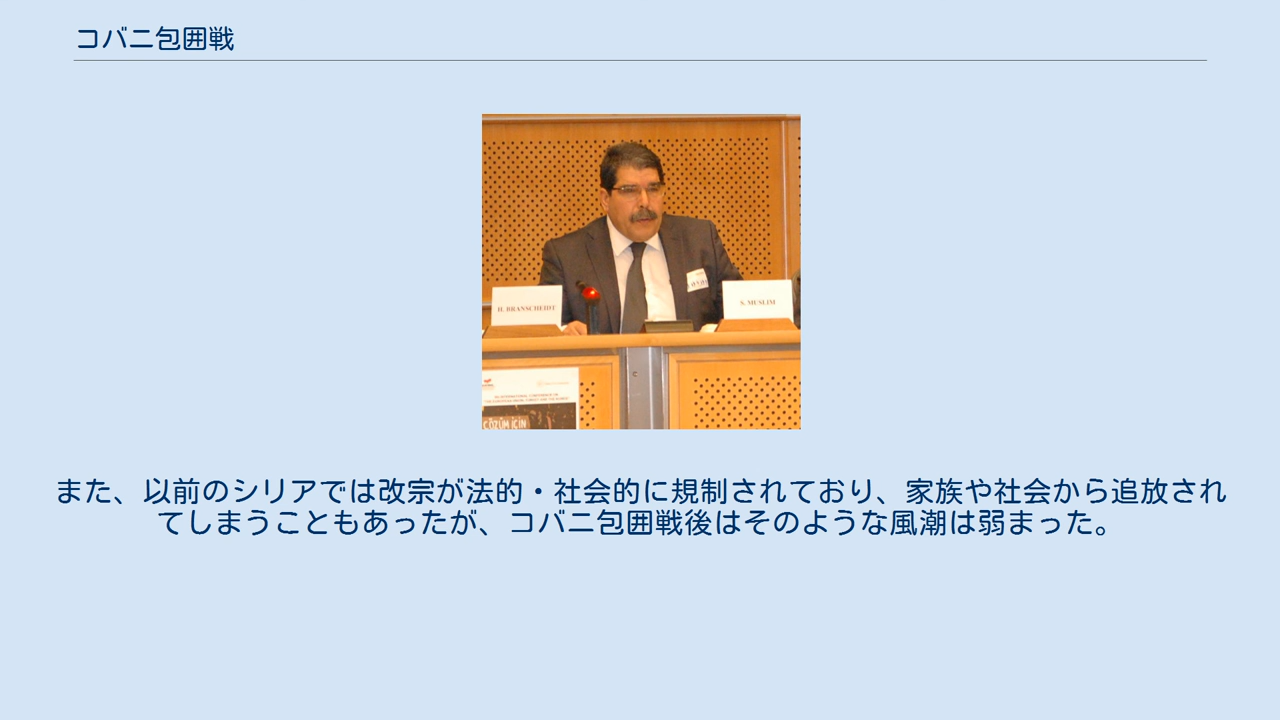 コバニ包囲戦
H. BRANSCHEIDT
S. MUSLIM
ÇÖZÜM İÇİN
また、以前のシリアでは改宗が法的・社会的に規制されており、家族や社会から追放され
てしまうこともあったが、コバニ包囲戦後はそのような風潮は弱まった。